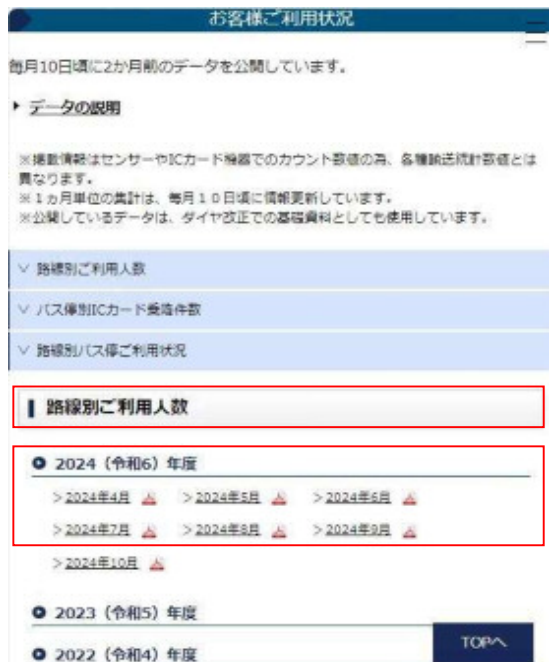 お客様ご利用状況
毎月10日頃に2か月前のデータを公開しています。
データの説明
※掲載情報はセンサーやICカード機器でのカウント数値の為、各種輸送統計数値とは
異なります。
※1ヵ月単位の集計は、毎月10日頃に情報更新しています。
※公開しているデータは、ダイヤ改正での基礎資料としても使用しています。
∨ 路線別ご利用人数
∨ バス停別ICカード受造件数
∨ 路線別バス停ご利用状況
路線別ご利用人数
2024(令和6)年度
>2024年4月 >2024年5月 >2024年6月
>2024年7月 >2024年8月 >2024年9月
>2024年10月
2023(令和5)年度
2022(令和4)年度
TOPへ